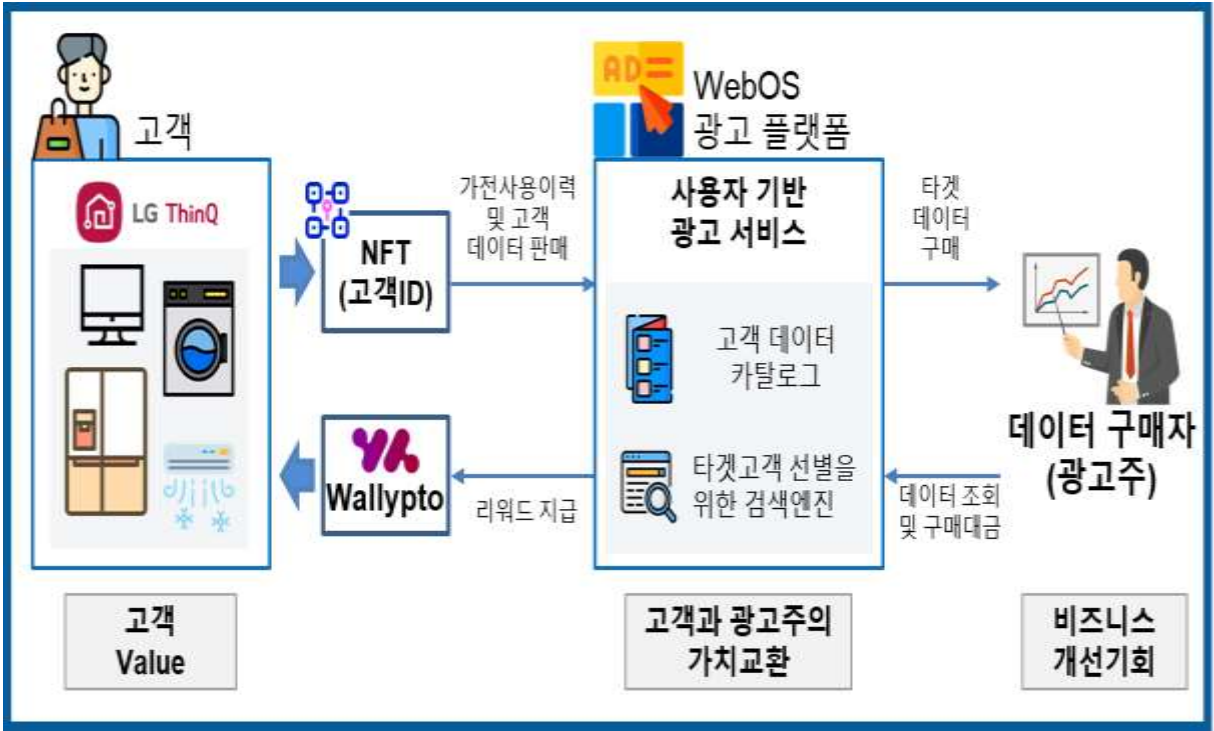 고객
LG ThinQ
NFT
(고객ID)
가전사용이력
및 고객
데이터 판매
Wallypto
리워드 지급
AD
WebOS
광고 플랫폼
사용자 기반
광고 서비스
고객 데이터
카탈로그
타겟고객 선별을
위한 검색엔진
타겟
데이터
구매
데이터 구매자
(광고주)
데이터 조회
및 구매대금
고객
Value
고객과 광고주의
가치교환
비즈니스
개선기회